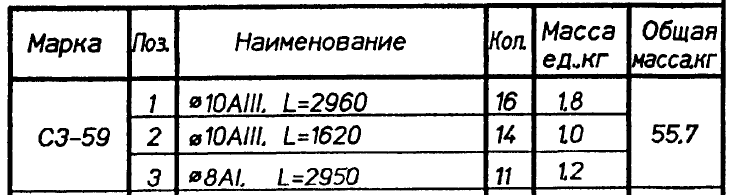 Марка Поз. Наименование Кол. Масса ед.,кг Общая масса,кг
1 ⌀10АIII, L=2960 16 1,8
С3-59 2 ⌀10АIII, L=1620 14 1,0 55,7
3 ⌀8АI, L=2950 11 1,2